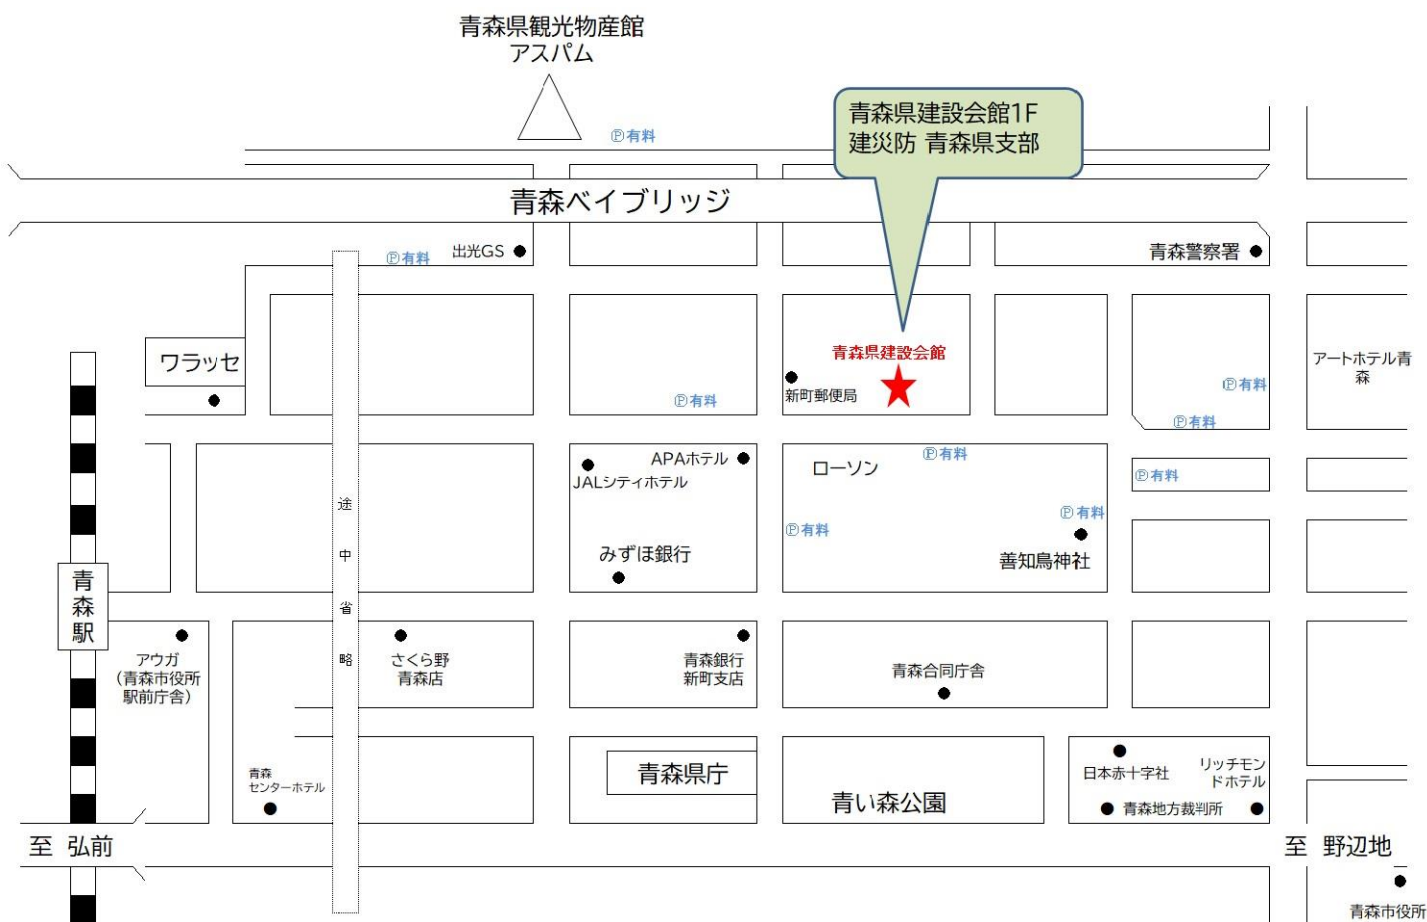 青森県観光物産館
アスパム
青森県建設会館1F
建災防 青森県支部
Ⓟ有料
青森ベイブリッジ
Ⓟ有料
出光GS
青森警察署
ワラッセ
青森県建設会館
新町郵便局
Ⓟ有料
Ⓟ有料
Ⓟ有料
アートホテル青
森
APAホテル
JALシティホテル
ローソン
Ⓟ有料
Ⓟ有料
Ⓟ有料
Ⓟ有料
みずほ銀行
善知鳥神社
途
中
省
略
青
森
駅
アウガ
（青森市役所
駅前庁舎）
さくら野
青森店
青森銀行
新町支店
青森合同庁舎
青森
センターホテル
青森県庁
青い森公園
日本赤十字社
リッチモン
ドホテル
青森地方裁判所
至 弘前
至 野辺地
青森市役所